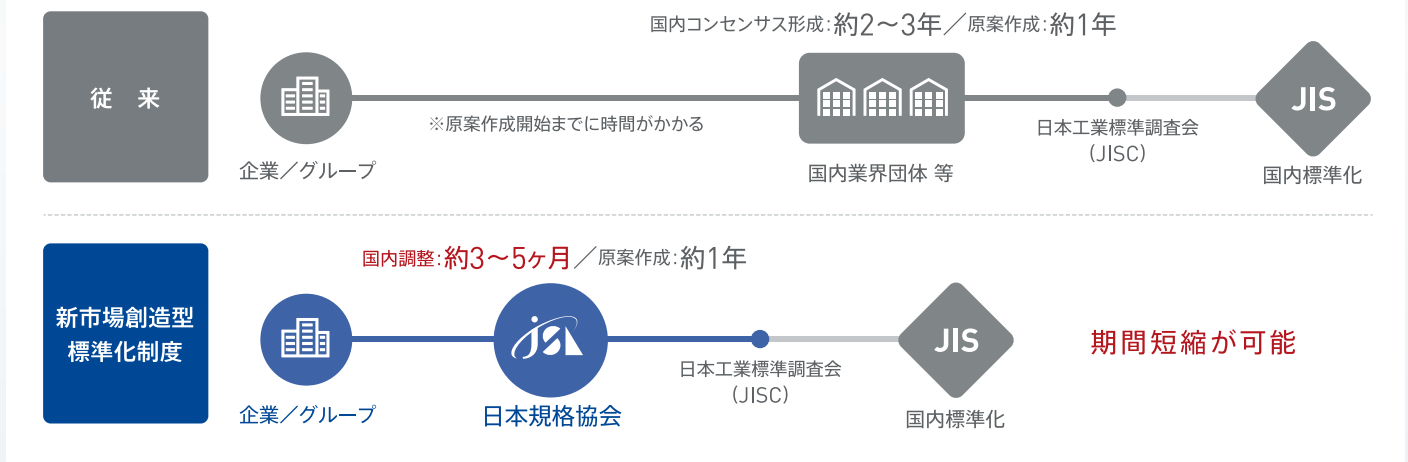 従 来
国内コンセンサス形成:約2～3年／原案作成:約1年
※原案作成開始までに時間がかかる
企業／グループ
国内業界団体 等
日本工業標準調査会
(JISC)
JIS
国内標準化
新市場創造型
標準化制度
国内調整:約3～5ヶ月／原案作成:約1年
企業／グループ
JSA
日本規格協会
日本工業標準調査会
(JISC)
JIS
国内標準化
期間短縮が可能